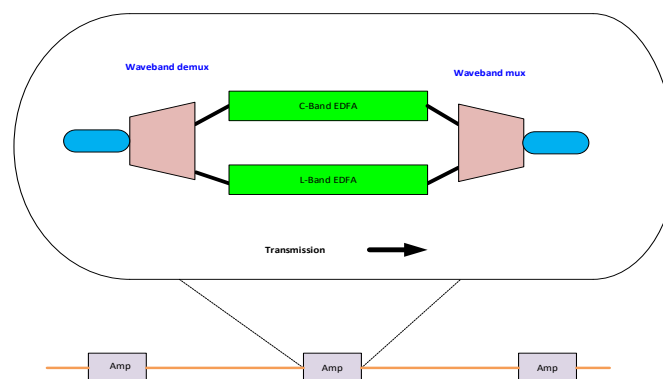 Waveband demux
Waveband mux
C-Band EDFA
L-Band EDFA
Transmission
Amp
Amp
Amp